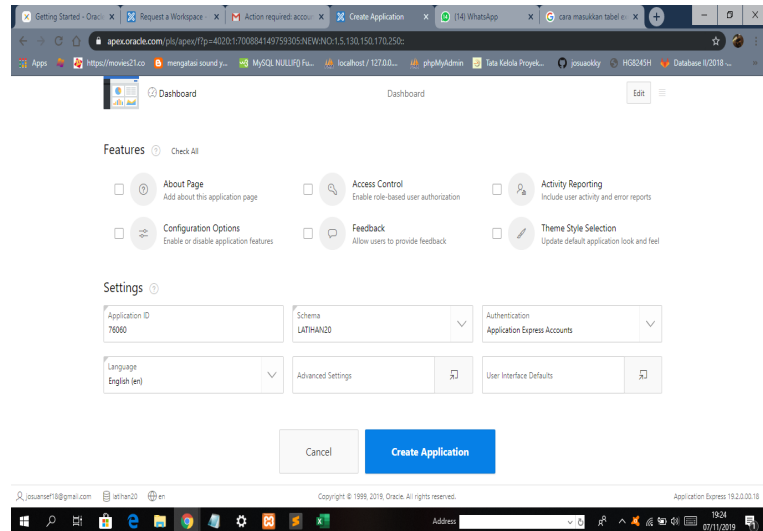 Getting Started - Oracl
Request a Workspace -
Action required: accour
Create Application
(14) WhatsApp
cara masukkan tabel e
apex.oracle.com/pls/apex/f?p=4020:1:700884149759305:NEW:NO:1,5,130,150,170,250::
Apps
https://movies21.co
mengatasi sound y...
MySQL NULLIF() Fu...
localhost / 127.0.0....
phpMyAdmin
Tata Kelola Proyek...
josuaokky
HG8245H
Database II/2018 -...
Dashboard
Dashboard
Edit
Features
Check All
About Page
Add about this application page
Access Control
Enable role-based user authorization
Activity Reporting
Include user activity and error reports
Configuration Options
Enable or disable application features
Feedback
Allow users to provide feedback
Theme Style Selection
Update default application look and feel
Settings
Application ID
76060
Schema
LATIHAN20
Authentication
Application Express Accounts
Language
English (en)
Advanced Settings
User Interface Defaults
Cancel
Create Application
josuansef18@gmail.com
latihan20
en
Copyright © 1999, 2019, Oracle. All rights reserved.
Application Express 19.2.0.00.18
Address
19:24
07/11/2019